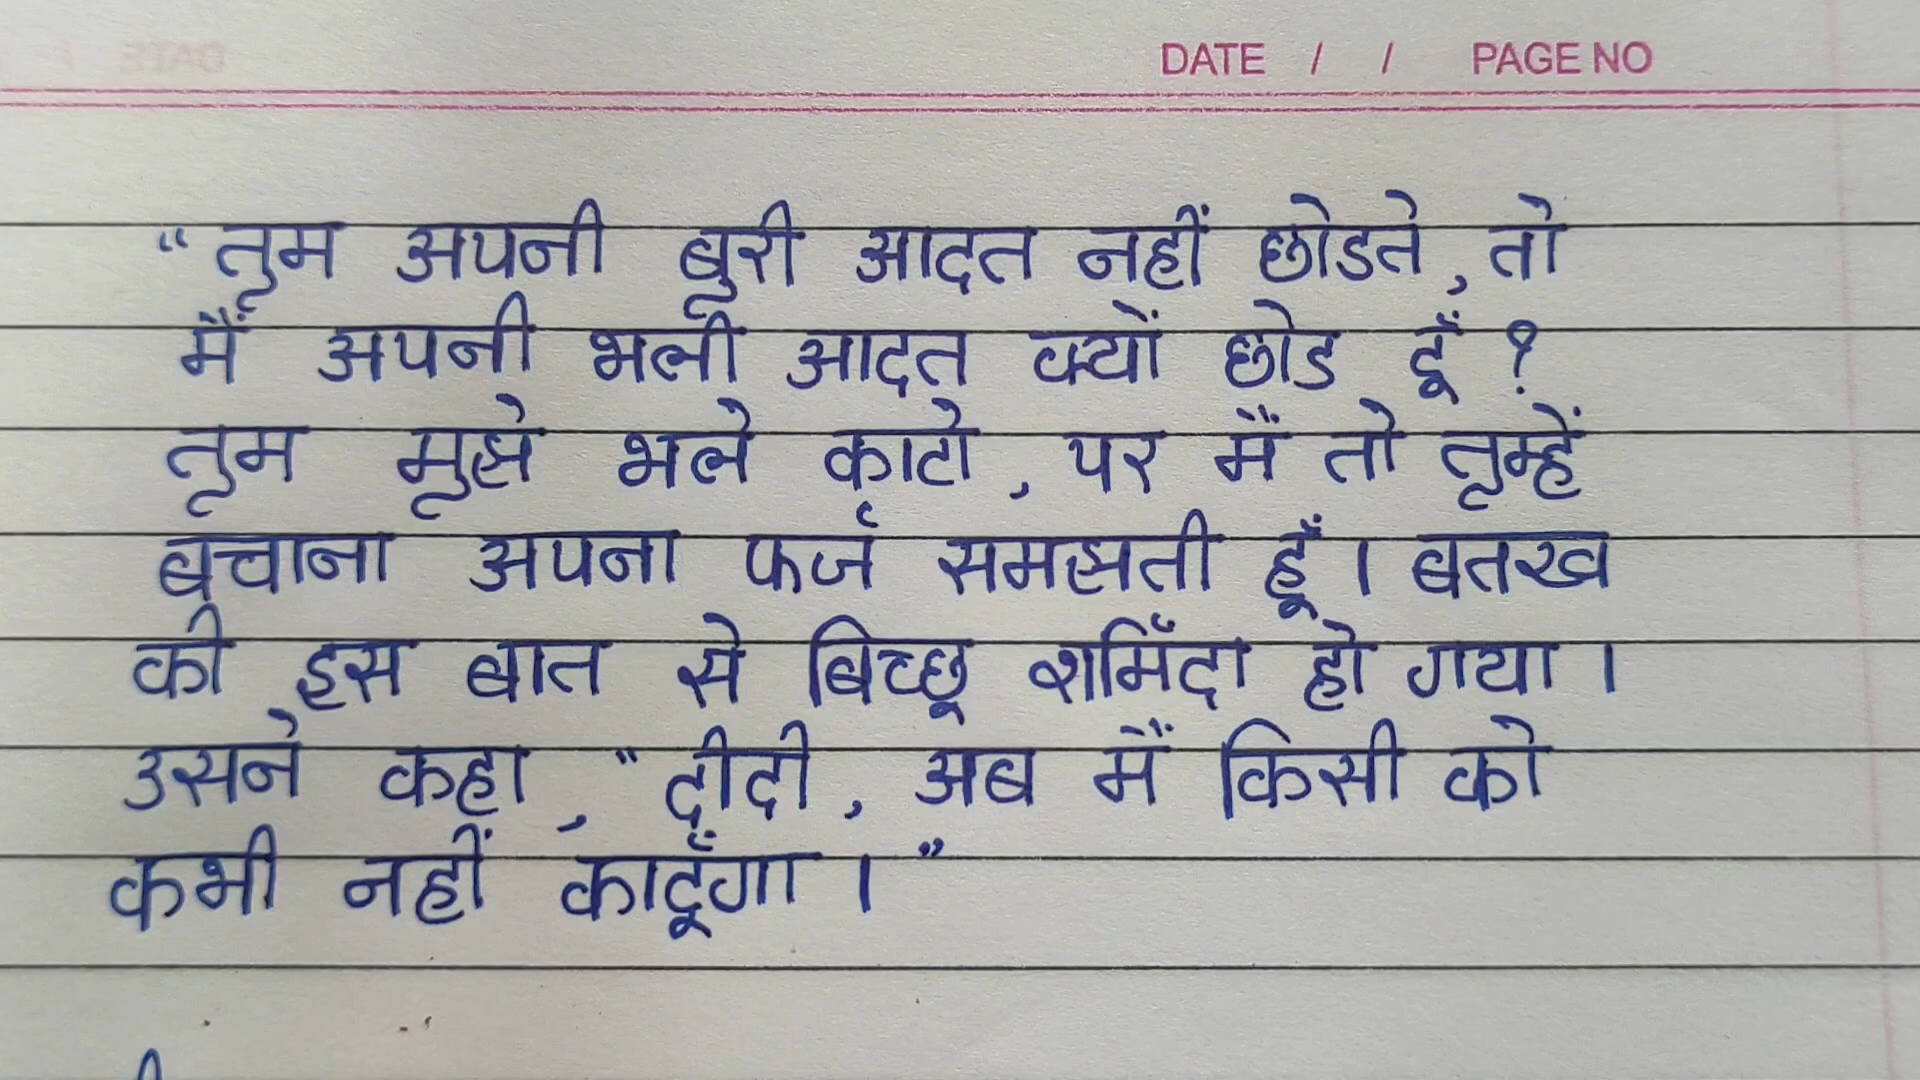 DATE / / PAGE NO
“तुम अपनी बुरी आदत नहीं छोडते, तो
मैं अपनी भली आदत क्यों छोड दूँ?
तुम मुझे भले काटो, पर मैं तो तुम्हें
बचाना अपना फर्ज समझती हूँ। बतख
की इस बात से बिच्छू शर्मिंदा हो गया।
उसने कहा, “दीदी, अब मैं किसी को
कभी नहीं काटूँगा।”